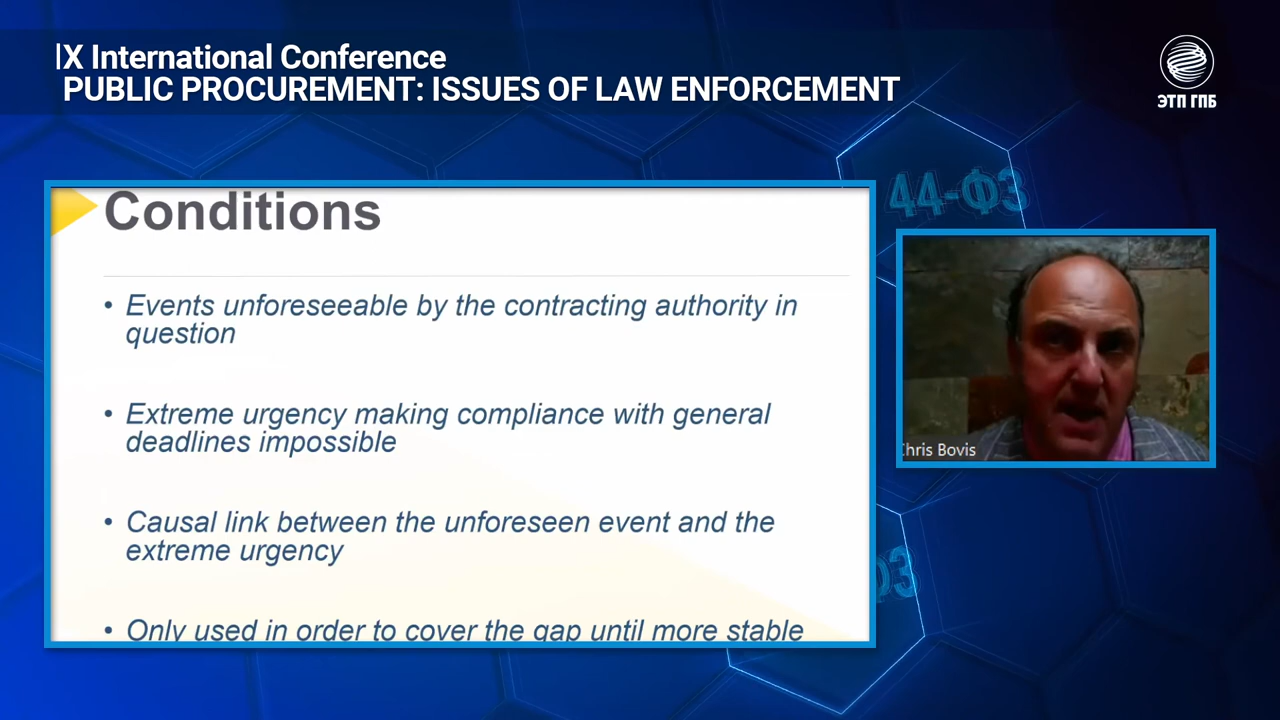 IX International Conference
PUBLIC PROCUREMENT: ISSUES OF LAW ENFORCEMENT
ЭТП ГПБ
44-ФЗ
Conditions
• Events unforeseeable by the contracting authority in
question
• Extreme urgency making compliance with general
deadlines impossible
• Causal link between the unforeseen event and the
extreme urgency
• Only used in order to cover the gap until more stable
Chris Bovis
ФЗ